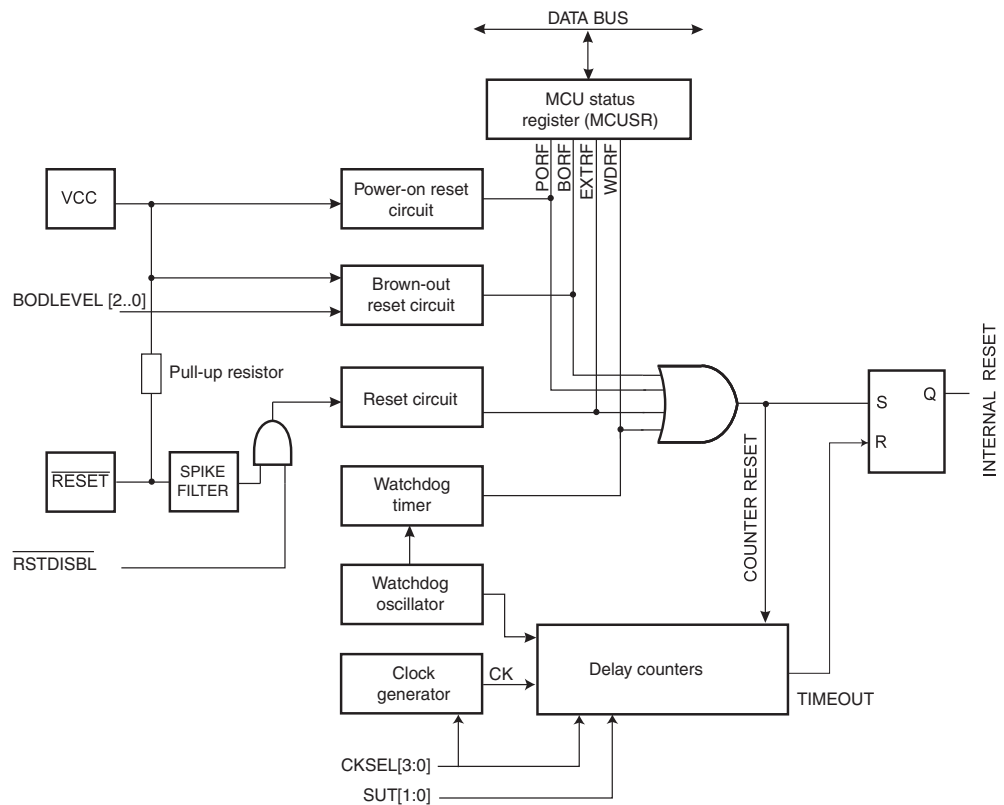 DATA BUS
MCU status
register (MCUSR)
PORF
BORF
EXTRF
WDRF
VCC
Power-on reset
circuit
BODLEVEL [2..0]
Brown-out
reset circuit
Pull-up resistor
Reset circuit
RESET
SPIKE
FILTER
RSTDISBL
Watchdog
timer
Watchdog
oscillator
Clock
generator
CK
CKSEL[3:0]
SUT[1:0]
Delay counters
COUNTER RESET
TIMEOUT
S
R
Q
INTERNAL RESET